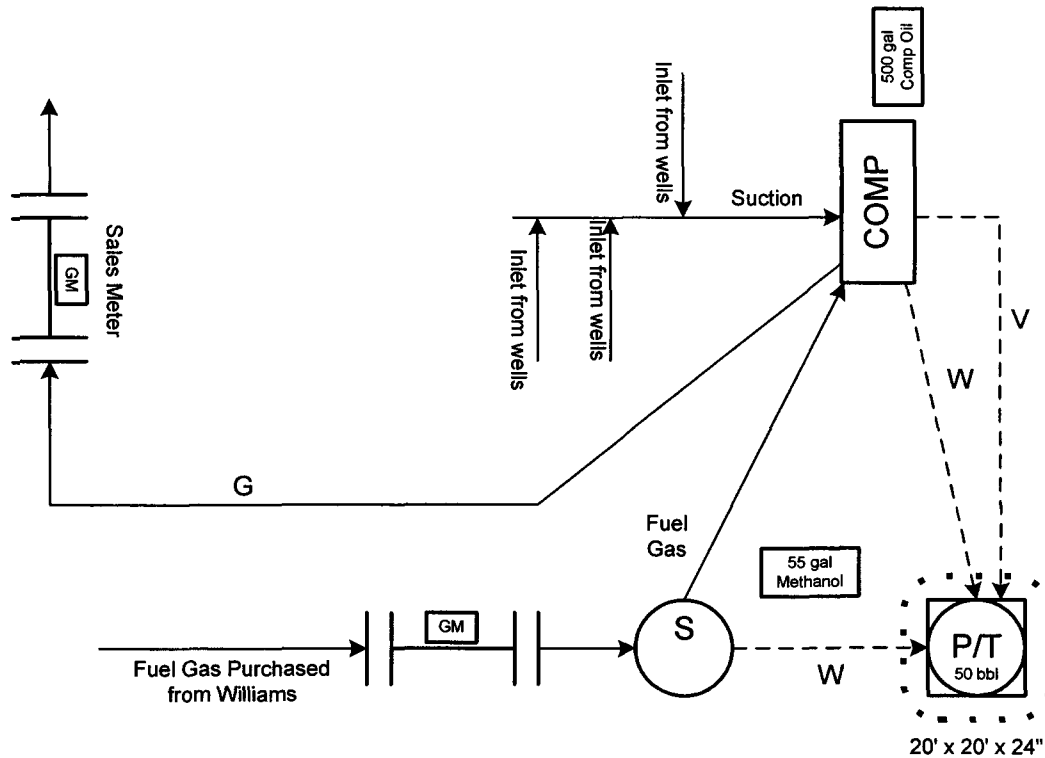 500 gal
Comp Oil
Inlet from wells
COMP
Suction
Sales Meter
GM
Inlet from wells
Inlet from wells
V
W
G
Fuel
Gas
55 gal
Methanol
GM
S
P/T
50 bbl
Fuel Gas Purchased
from Williams
W
20' x 20' x 24"